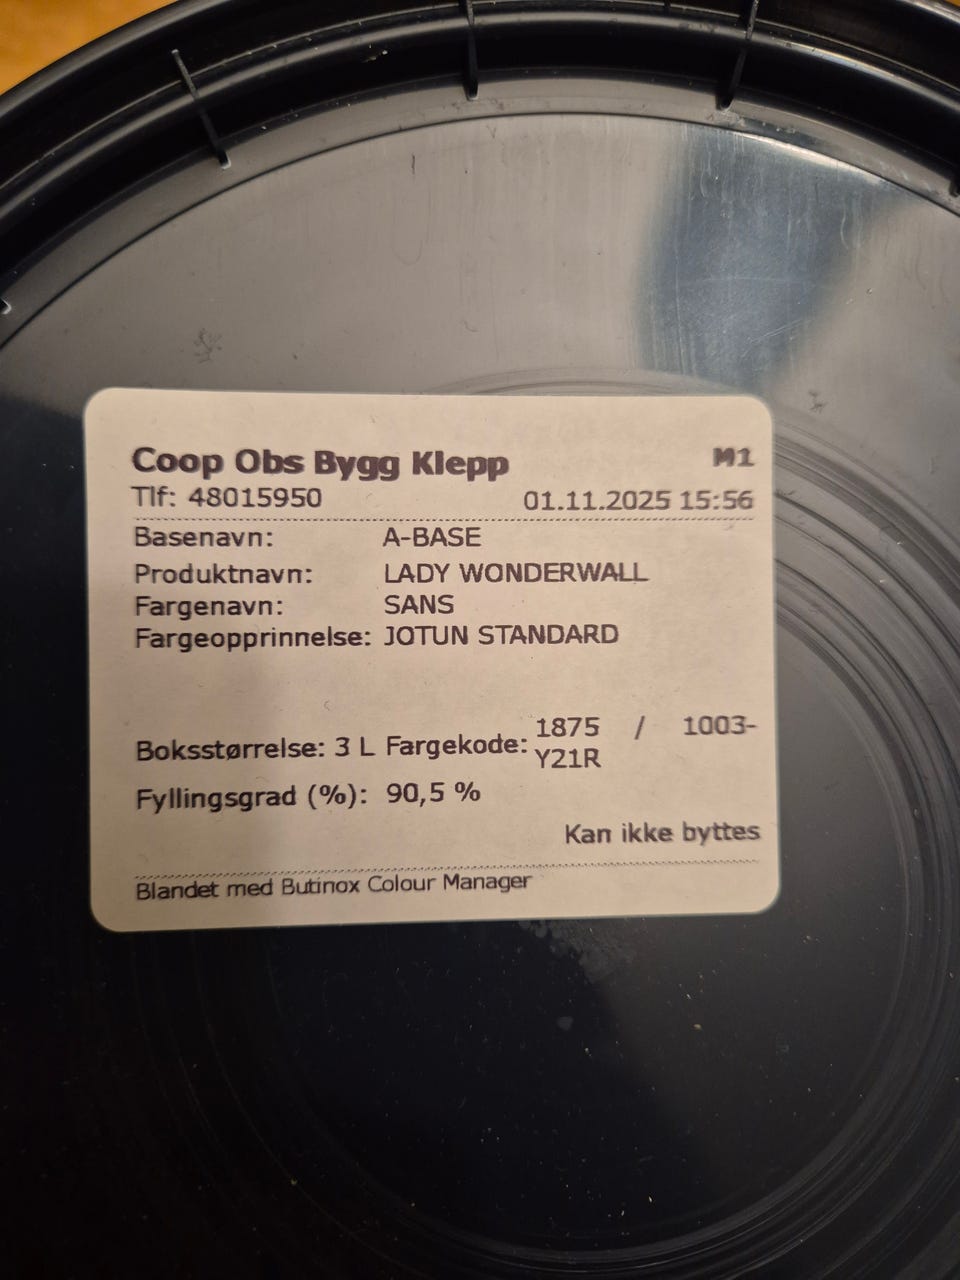 Coop Obs Bygg Klepp M1
Tlf: 48015950 01.11.2025 15:56
Basenavn: A-BASE
Produktnavn: LADY WONDERWALL
Fargenavn: SANS
Fargeopprinnelse: JOTUN STANDARD
Boksstørrelse: 3 L Fargekode: 1875 / 1003-
Y21R
Fyllingsgrad (%): 90,5 %
Kan ikke byttes
Blandet med Butinox Colour Manager